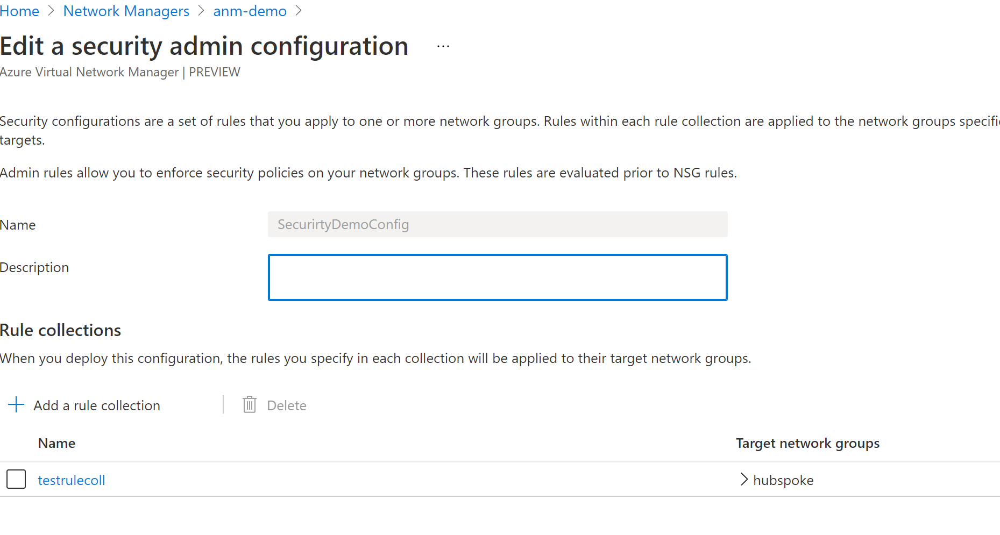 Home > Network Managers > anm-demo >
Edit a security admin configuration ...
Azure Virtual Network Manager | PREVIEW
Security configurations are a set of rules that you apply to one or more network groups. Rules within each rule collection are applied to the network groups
targets.
Admin rules allow you to enforce security policies on your network groups. These rules are evaluated prior to NSG rules.
Name SecurirtyDemoConfig
Description
Rule collections
When you deploy this configuration, the rules you specify in each collection will be applied to their target network groups.
Add a rule collection | Delete
Name Target network groups
testrulecoll > hubspoke